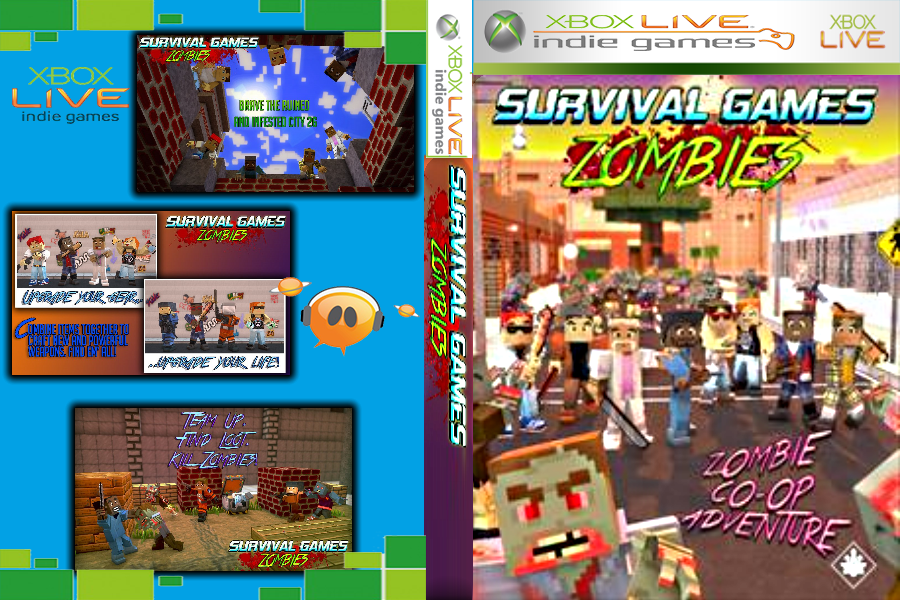 XBOX
LIVE
indie games
SURVIVAL GAMES
ZOMBIES
BRAVE THE RUINED
AND INFESTED CITY
SURVIVAL GAMES
ZOMBIES
UPGRADE YOUR GEAR...
COMBINE ITEMS TOGETHER TO
CRAFT NEW AND POWERFUL
WEAPONS,
...UPGRADE YOUR LIFE!
TEAM UP.
FIND LOOT.
KILL ZOMBIES!
SURVIVAL GAMES
ZOMBIES
XBOX LIVE
indie games
SURVIVAL GAMES
ZOMBIES
XBOX LIVE
indie games
XBOX
LIVE
SURVIVAL GAMES
ZOMBIES
ZOMBIE
CO-OP
ADVENTURE